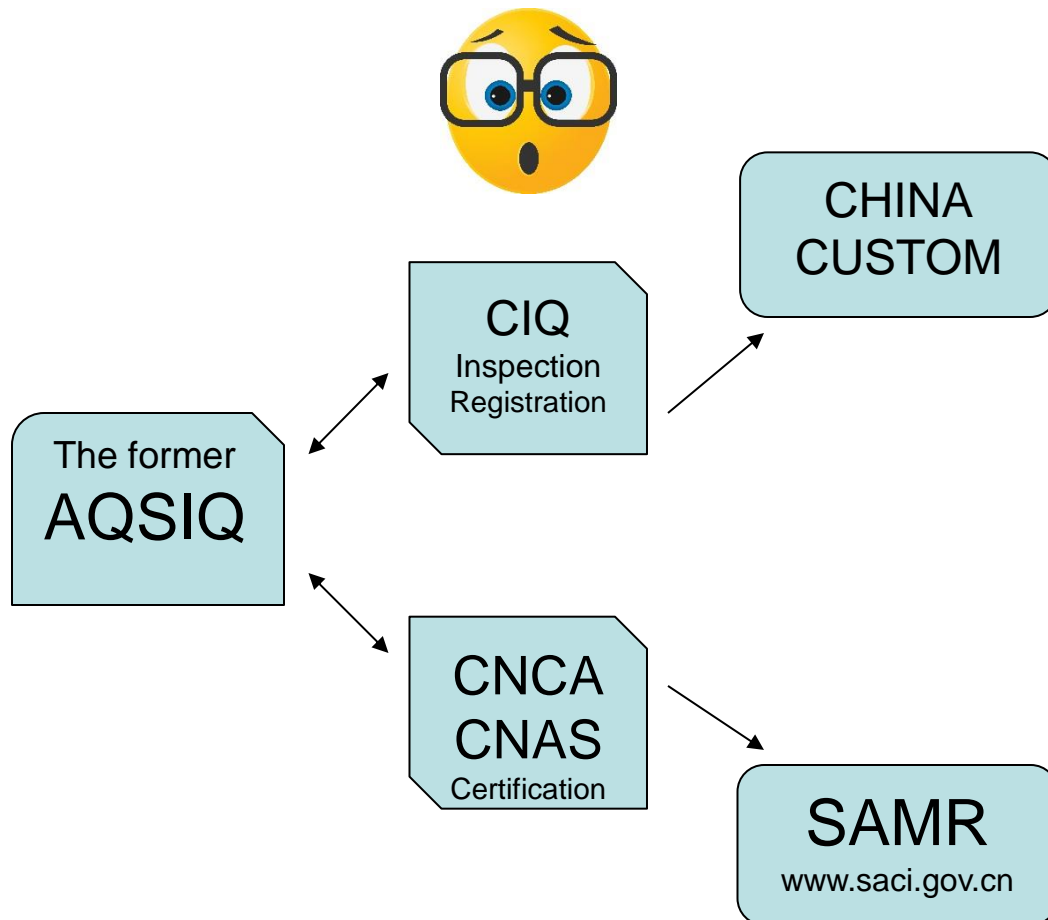 CHINA
CUSTOM
CIQ
Inspection
Registration
The former
AQSIQ
CNCA
CNAS
Certification
SAMR
www.saci.gov.cn